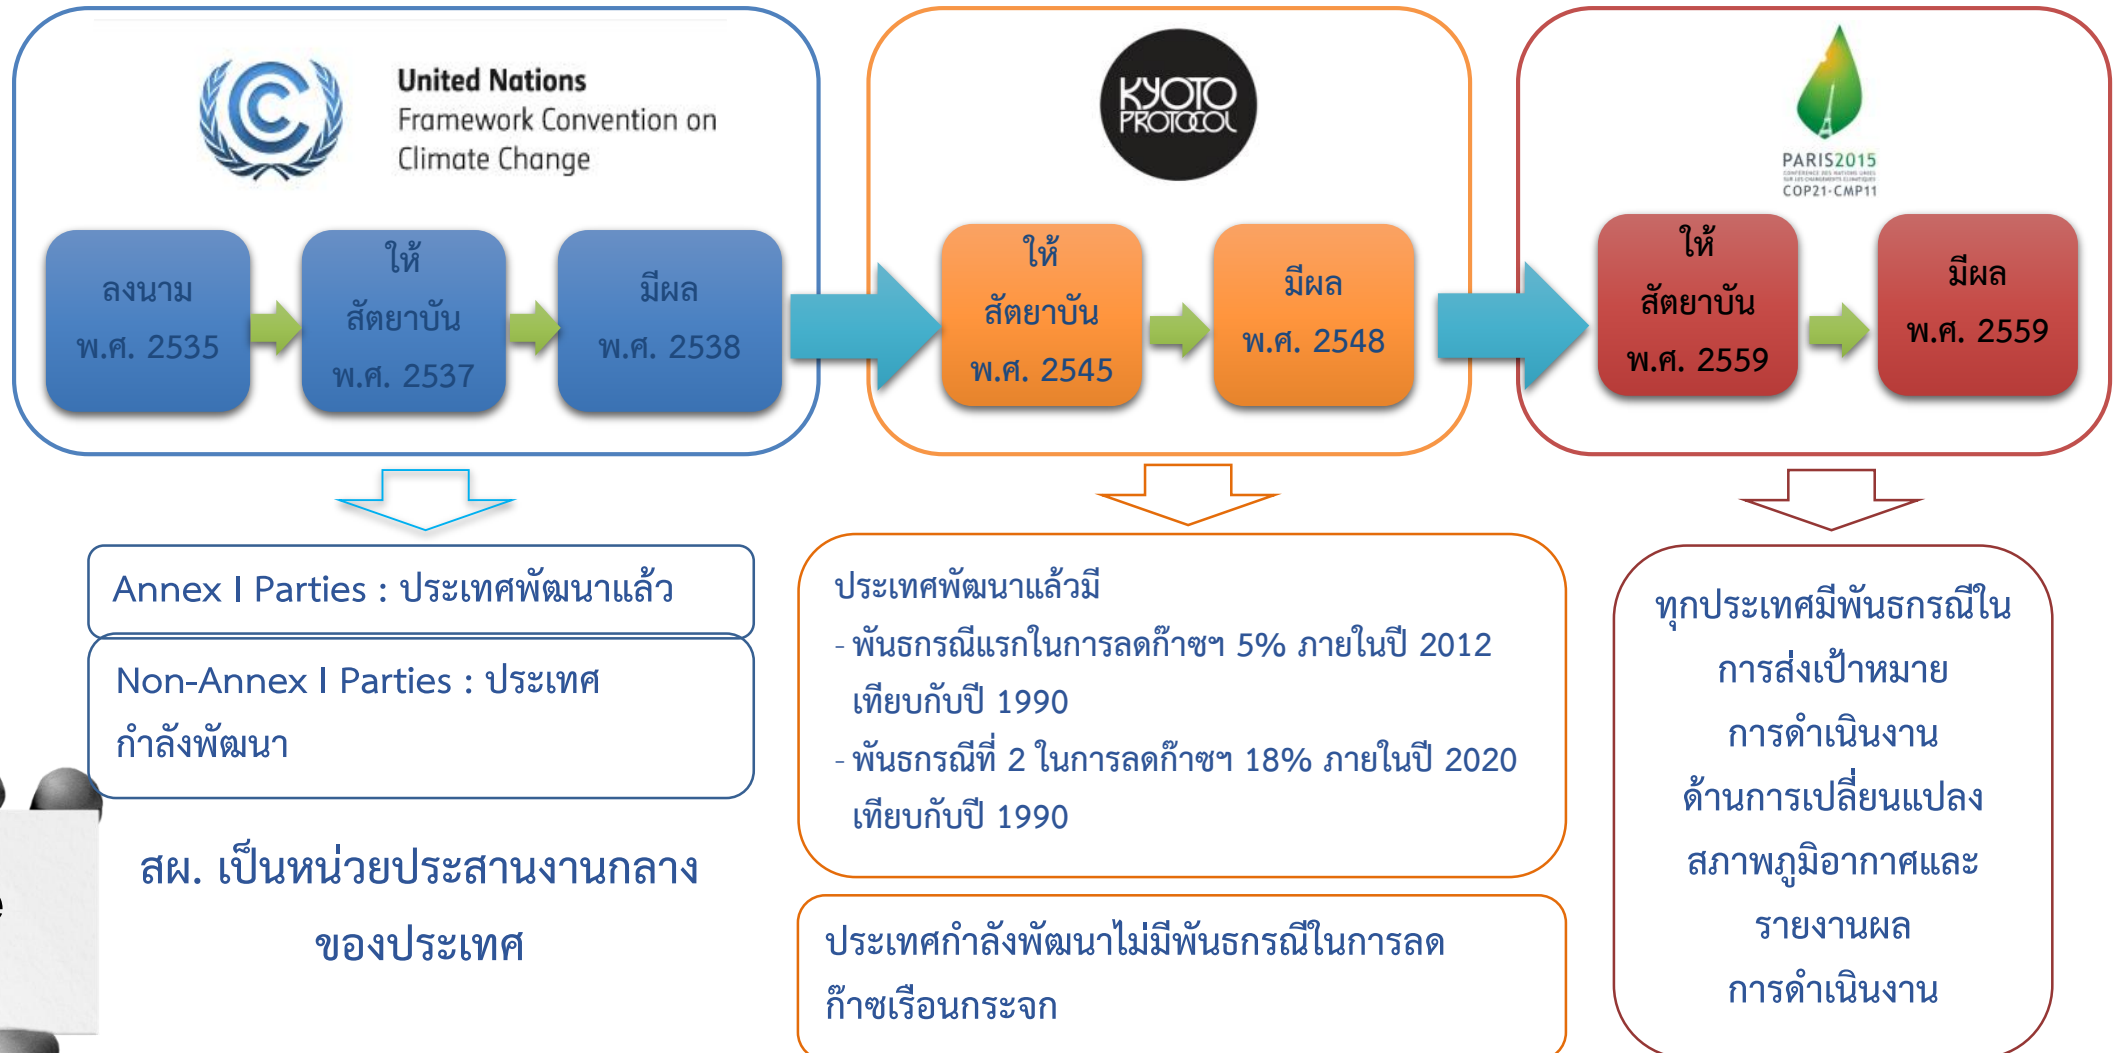 United Nations
Framework Convention on
Climate Change
ลงนาม
พ.ศ. 2535
ให้
สัตยาบัน
พ.ศ. 2537
มีผล
พ.ศ. 2538
KYOTO
PROTOCOL
ให้
สัตยาบัน
พ.ศ. 2545
มีผล
พ.ศ. 2548
PARIS2015
CONFÉRENCE DES NATIONS UNIES
SUR LES CHANGEMENTS CLIMATIQUES
COP21·CMP11
ให้
สัตยาบัน
พ.ศ. 2559
มีผล
พ.ศ. 2559
Annex I Parties : ประเทศพัฒนาแล้ว
Non-Annex I Parties : ประเทศ
กำลังพัฒนา
สผ. เป็นหน่วยประสานงานกลาง
ของประเทศ
ประเทศพัฒนาแล้วมี
- พันธกรณีแรกในการลดก๊าซฯ 5% ภายในปี 2012
เทียบกับปี 1990
- พันธกรณีที่ 2 ในการลดก๊าซฯ 18% ภายในปี 2020
เทียบกับปี 1990
ประเทศกำลังพัฒนาไม่มีพันธกรณีในการลด
ก๊าซเรือนกระจก
ทุกประเทศมีพันธกรณีใน
การส่งเป้าหมาย
การดำเนินงาน
ด้านการเปลี่ยนแปลง
สภาพภูมิอากาศและ
รายงานผล
การดำเนินงาน